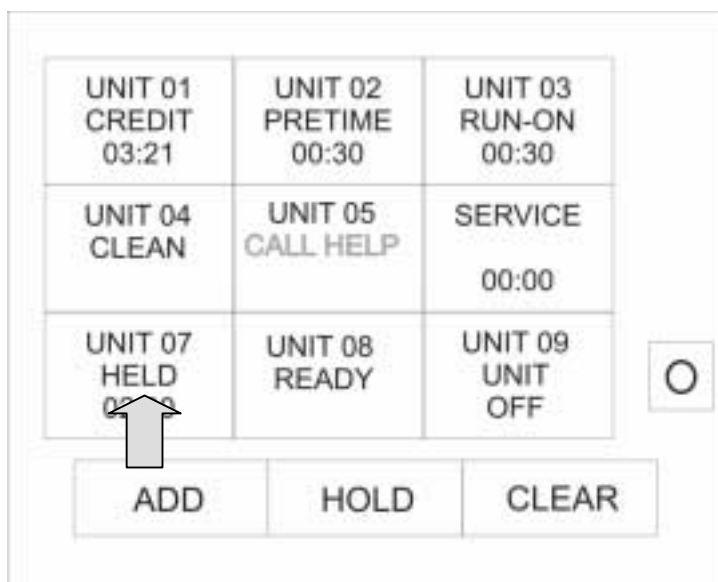 UNIT 01
CREDIT
03:21
UNIT 02
PRETIME
00:30
UNIT 03
RUN-ON
00:30
UNIT 04
CLEAN
UNIT 05
CALL HELP
SERVICE
00:00
UNIT 07
HELD
UNIT 08
READY
UNIT 09
UNIT
OFF
O
ADD
HOLD
CLEAR